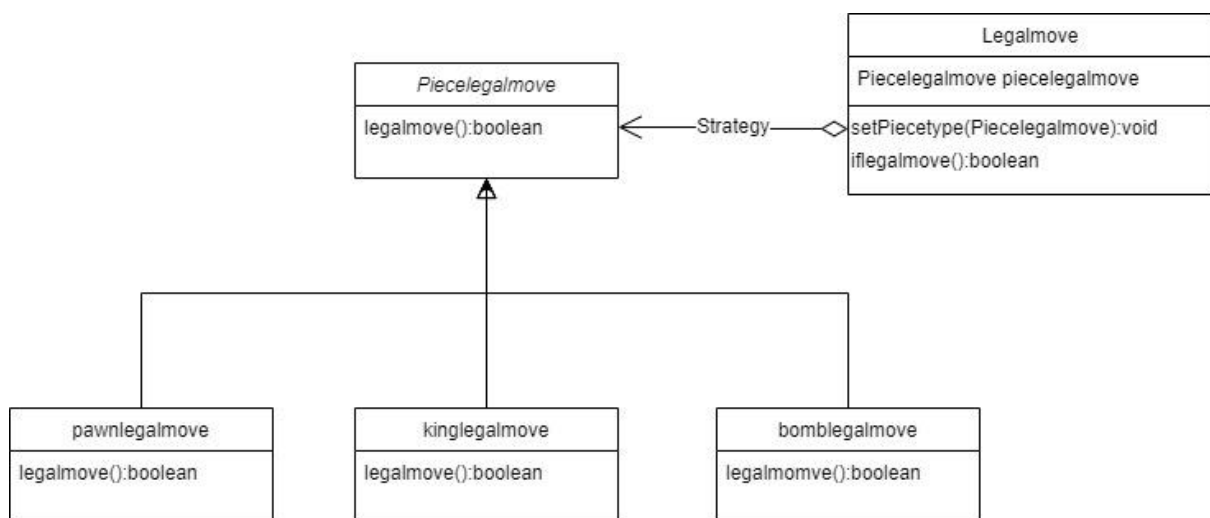 Legalmove
Piecelegalmove piecelegalmove
setPiecetype(Piecelegalmove):void
iflegalmove():boolean
Piecelegalmove
legalmove():boolean
Strategy
pawnlegalmove
legalmove():boolean
kinglegalmove
legalmove():boolean
bomblegalmove
legalmomve():boolean